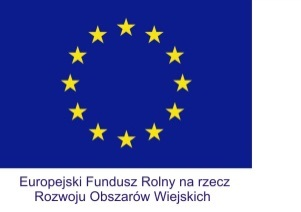 Europejski Fundusz Rolny na rzecz
Rozwoju Obszarów Wiejskich